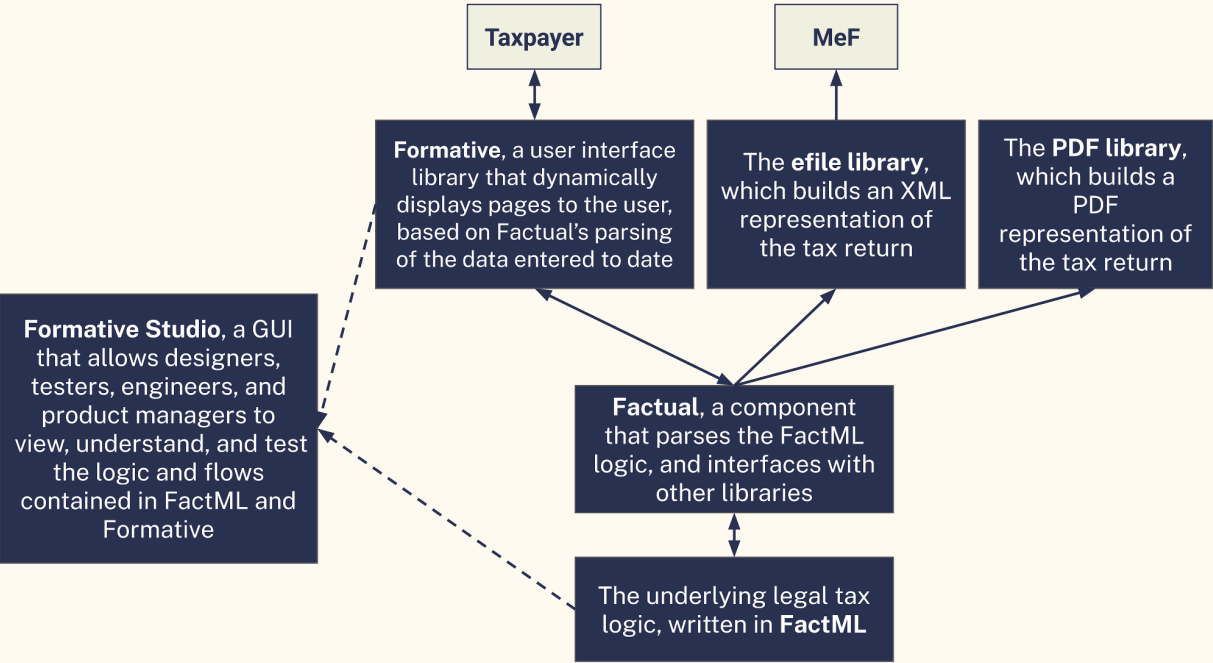 Taxpayer
MeF
Formative, a user interface
library that dynamically
displays pages to the user,
based on Factual’s parsing
of the data entered to date
The efile library,
which builds an XML
representation of
the tax return
The PDF library,
which builds a
PDF
representation of
the tax return
Formative Studio, a GUI
that allows designers,
testers, engineers, and
product managers to
view, understand, and test
the logic and flows
contained in FactML and
Formative
Factual, a component
that parses the FactML
logic, and interfaces with
other libraries
The underlying legal tax
logic, written in FactML